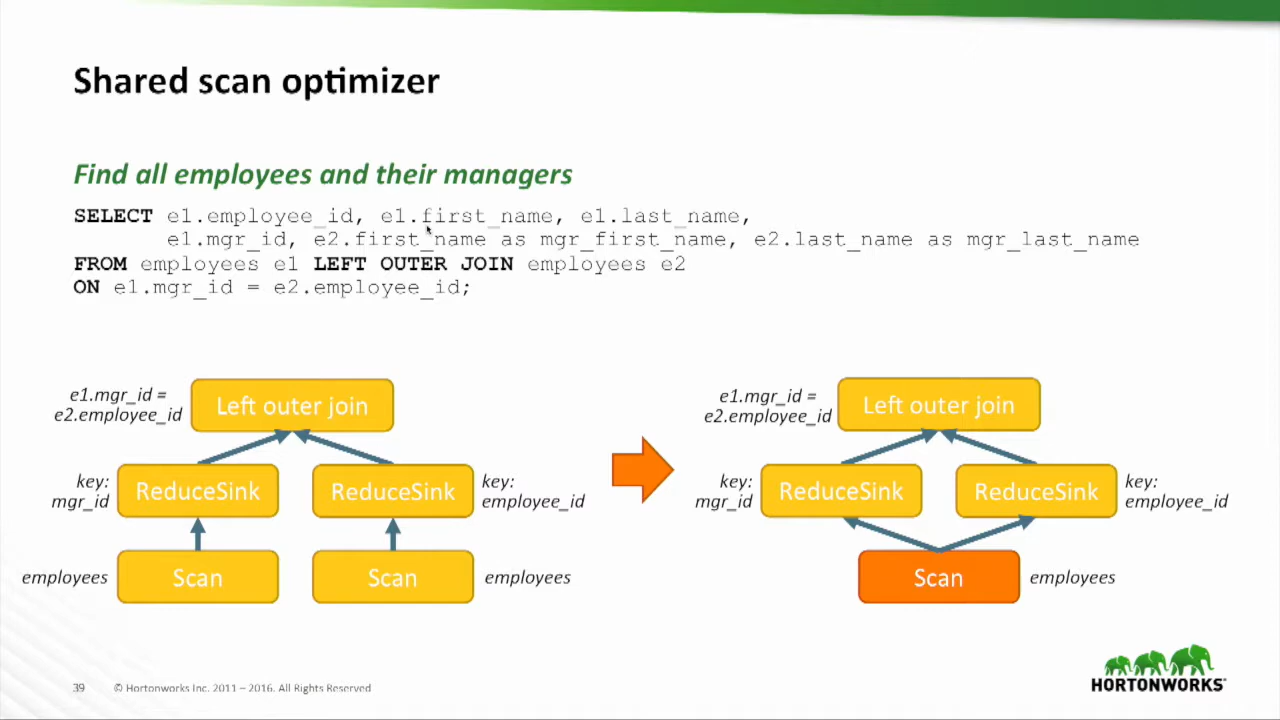 Shared scan optimizer
Find all employees and their managers
SELECT e1.employee_id, e1.first_name, e1.last_name,
e1.mgr_id, e2.first_name as mgr_first_name, e2.last_name as mgr_last_name
FROM employees e1 LEFT OUTER JOIN employees e2
ON e1.mgr_id = e2.employee_id;
e1.mgr_id =
e2.employee_id
Left outer join
key:
mgr_id
ReduceSink
ReduceSink
key:
employee_id
employees
Scan
Scan
employees
e1.mgr_id =
e2.employee_id
Left outer join
key:
mgr_id
ReduceSink
ReduceSink
key:
employee_id
Scan
employees
39
© Hortonworks Inc. 2011 – 2016. All Rights Reserved
HORTONWORKS